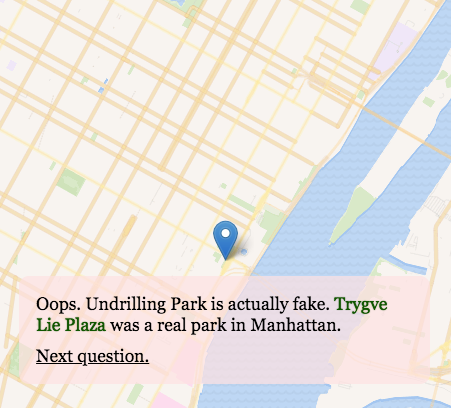 Oops. Undrilling Park is actually fake. Trygve
Lie Plaza was a real park in Manhattan.
Next question.